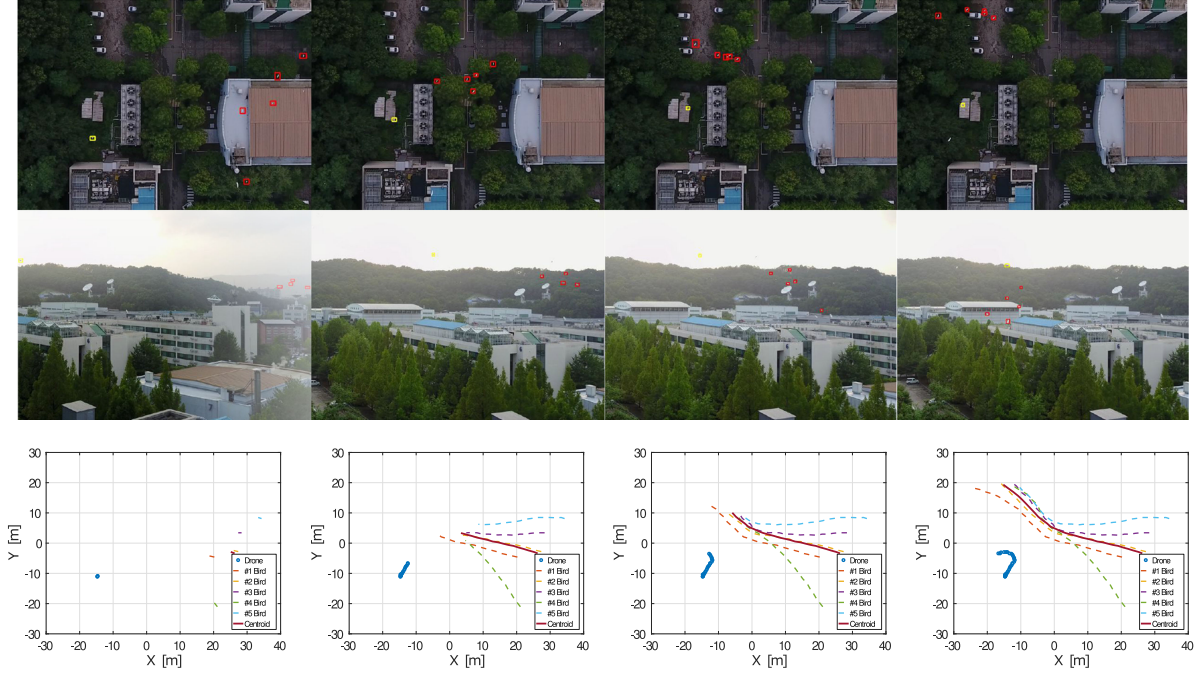 30
20
10
0
-10
-20
-30
Y [m]
-30 -20 -10 0 10 20 30 40
X [m]
Drone
#1 Bird
#2 Bird
#3 Bird
#4 Bird
#5 Bird
Centroid
30
20
10
0
-10
-20
-30
Y [m]
-30 -20 -10 0 10 20 30 40
X [m]
Drone
#1 Bird
#2 Bird
#3 Bird
#4 Bird
#5 Bird
Centroid
30
20
10
0
-10
-20
-30
Y [m]
-30 -20 -10 0 10 20 30 40
X [m]
Drone
#1 Bird
#2 Bird
#3 Bird
#4 Bird
#5 Bird
Centroid
30
20
10
0
-10
-20
-30
Y [m]
-30 -20 -10 0 10 20 30 40
X [m]
Drone
#1 Bird
#2 Bird
#3 Bird
#4 Bird
#5 Bird
Centroid